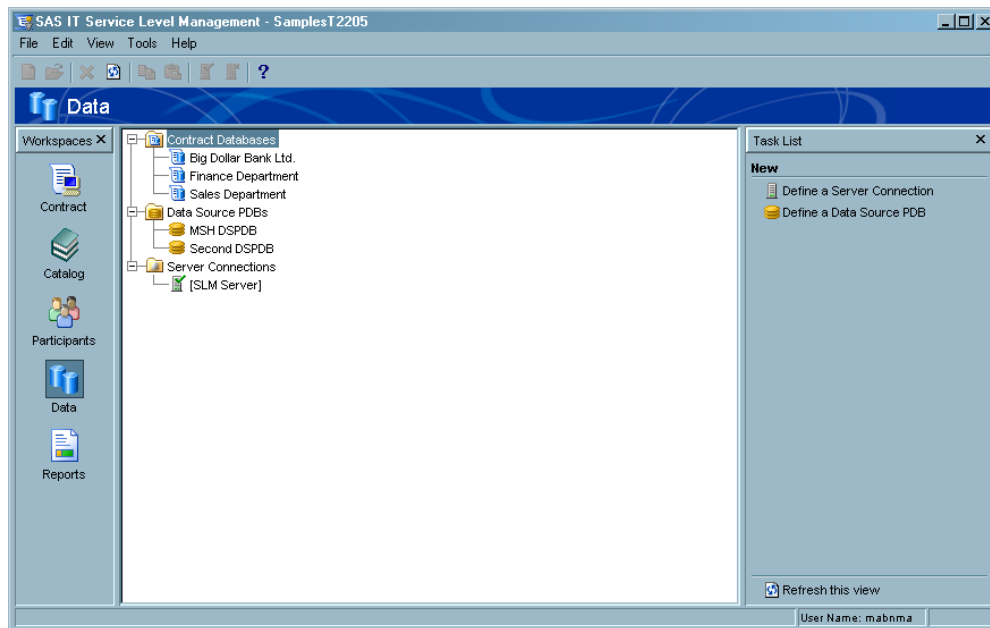 SAS IT Service Level Management - SamplesT2205
File Edit View Tools Help
?
Data
Workspaces X
Contract
Catalog
Participants
Data
Reports
Contract Databases
Big Dollar Bank Ltd.
Finance Department
Sales Department
Data Source PDBs
MSH DSPDB
Second DSPDB
Server Connections
[SLM Server]
Task List X
New
Define a Server Connection
Define a Data Source PDB
Refresh this view
User Name: mabnma